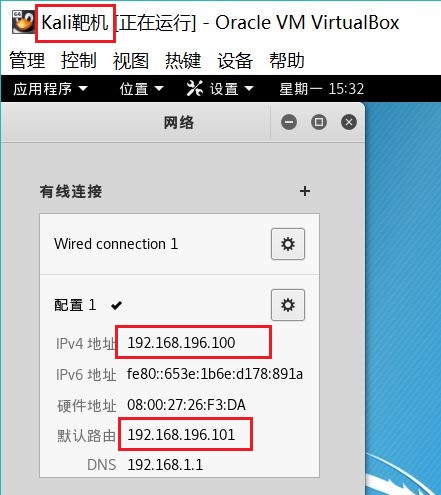 Kali靶机 [正在运行] - Oracle VM VirtualBox
管理 控制 视图 热键 设备 帮助
应用程序 位置 设置 星期一 15:32
网络
有线连接 +
Wired connection 1
配置 1
IPv4 地址 192.168.196.100
IPv6 地址 fe80::653e:1b6e:d178:891a
硬件地址 08:00:27:26:F3:DA
默认路由 192.168.196.101
DNS 192.168.1.1